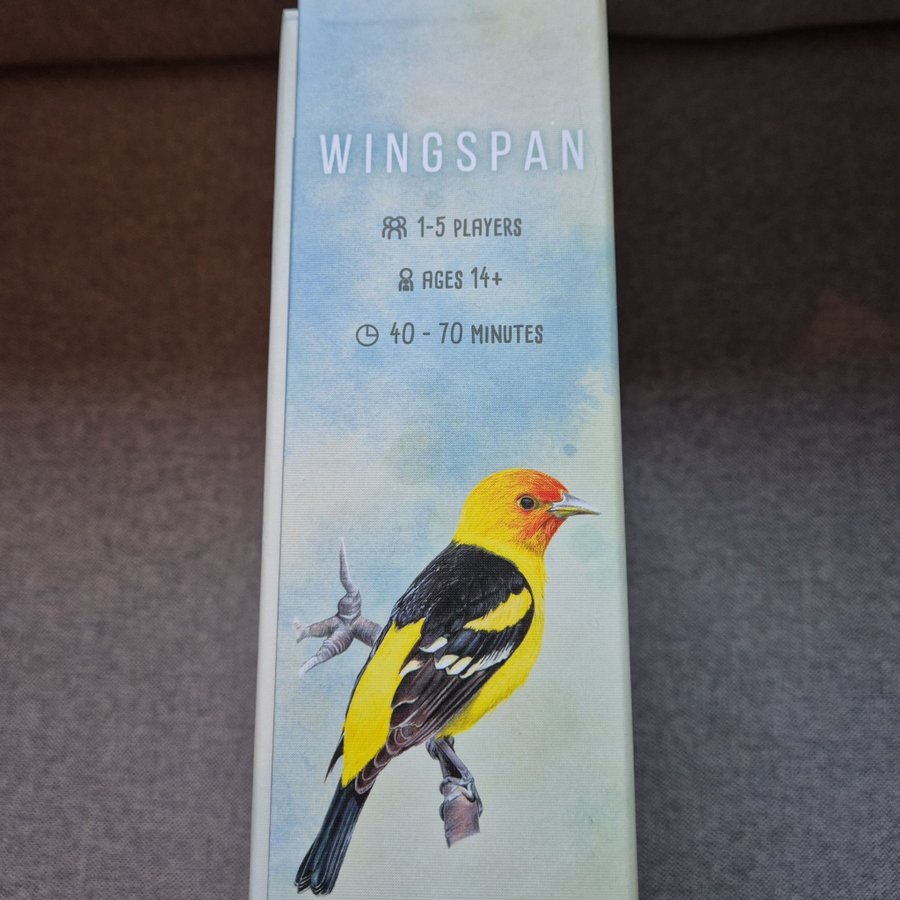 WINGSPAN
1-5 PLAYERS
AGES 14+
40 - 70 MINUTES